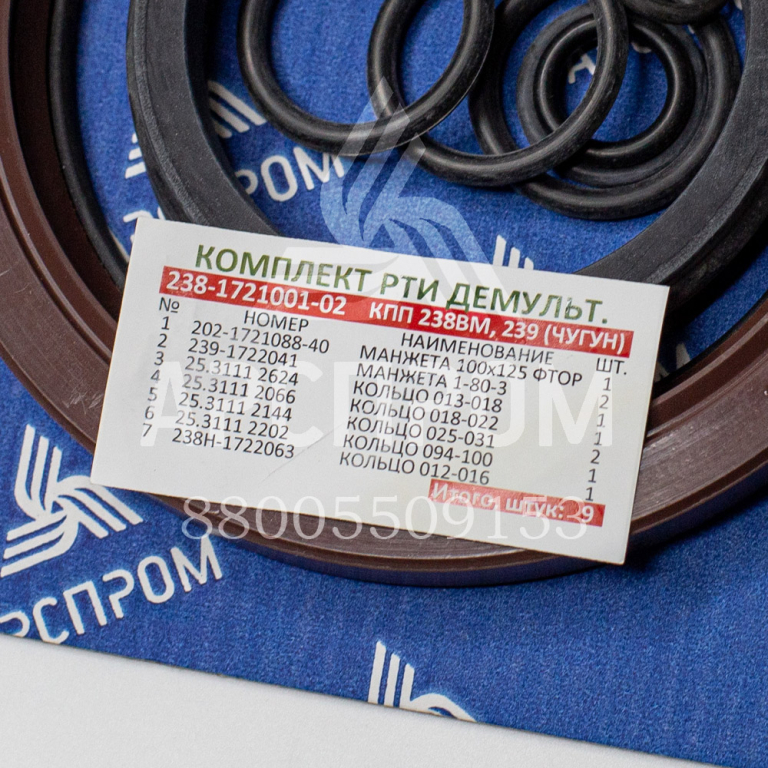 РСПРОМ
КОМПЛЕКТ РТИ ДЕМУЛЬТ.
238-1721001-02 КПП 238ВМ, 239 (ЧУГУН)
№ НОМЕР НАИМЕНОВАНИЕ ШТ.
1 202-1721088-40 МАНЖЕТА 100х125 ФТОР 1
2 239-1722041 МАНЖЕТА 1-80-3 2
3 25.3111 2624 КОЛЬЦО 013-018 1
4 25.3111 2066 КОЛЬЦО 018-022 1
5 25.3111 2144 КОЛЬЦО 025-031 2
6 25.3111 2202 КОЛЬЦО 094-100 1
7 238Н-1722063 КОЛЬЦО 012-016 1
Итого, штук: 9
АРСПРОМ
88005509153
РСПРОМ